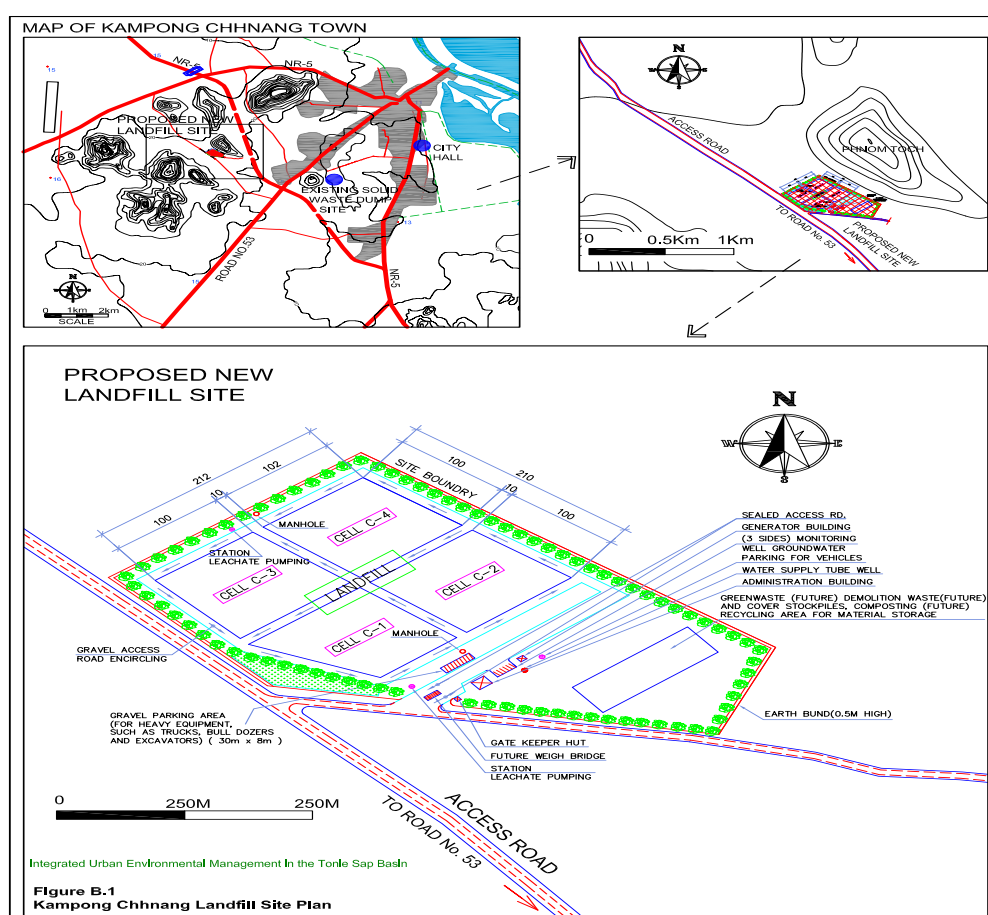 MAP OF KAMPONG CHHNANG TOWN
15
15
NR-5
NR-5
PROPOSED NEW
LANDFILL SITE
CITY
HALL
16
EXISTING SOLID
WASTE DUMP
SITE
13
20
ROAD NO.53
15
NR-5
N
0 1km 2km
SCALE
N
W E
S
ACCESS ROAD
PHNOM TOCH
TO ROAD No. 53
PROPOSED NEW
LANDFILL SITE
0 0.5Km 1Km
PROPOSED NEW
LANDFILL SITE
N
W E
S
212
102
10
100
100
210
10
100
SITE BOUNDRY
MANHOLE
CELL C-4
STATION
LEACHATE PUMPING
CELL C-3
LANDFILL
CELL C-2
CELL C-1
MANHOLE
SEALED ACCESS RD.
GENERATOR BUILDING
(3 SIDES) MONITORING
WELL GROUNDWATER
PARKING FOR VEHICLES
WATER SUPPLY TUBE WELL
ADMINISTRATION BUILDING
GREENWASTE (FUTURE) DEMOLITION WASTE(FUTURE)
AND COVER STOCKPILES, COMPOSTING (FUTURE)
RECYCLING AREA FOR MATERIAL STORAGE
GRAVEL ACCESS
ROAD ENCIRCLING
GRAVEL PARKING AREA
(FOR HEAVY EQUIPMENT,
SUCH AS TRUCKS, BULL DOZERS
AND EXCAVATORS) ( 30m x 8m )
EARTH BUND(0.5M HIGH)
GATE KEEPER HUT
FUTURE WEIGH BRIDGE
STATION
LEACHATE PUMPING
0 250M 250M
ACCESS ROAD
TO ROAD No. 53
Integrated Urban Environmental Management in the Tonle Sap Basin
Figure B.1
Kampong Chhnang Landfill Site Plan